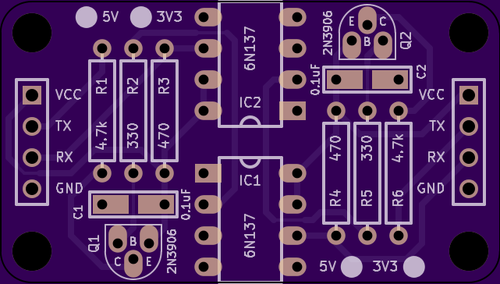 5V 3V3
2N3906 E C B Q2
6N137
IC2
0.1uF C2
R1 R2 R3
4.7k 330 470
VCC
TX
RX
GND
VCC
TX
RX
GND
470 330 4.7k
R4 R5 R6
IC1
6N137
C1 0.1uF
Q1 B C E 2N3906
5V 3V3